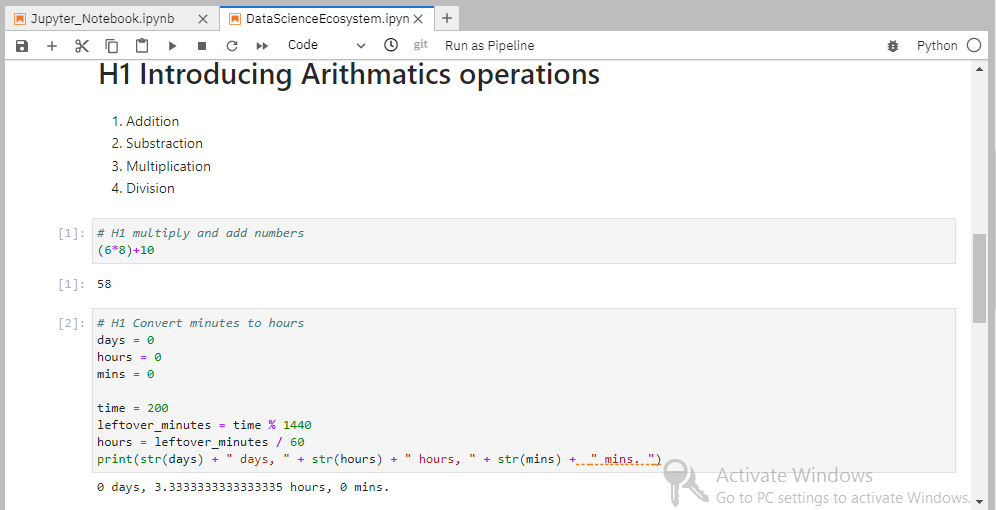 Jupyter_Notebook.ipynb
DataScienceEcosystem.ipyn
Code
git
Run as Pipeline
Python
H1 Introducing Arithmatics operations
1. Addition
2. Substraction
3. Multiplication
4. Division
[1]:
# H1 multiply and add numbers
(6*8)+10
[1]:
58
[2]:
# H1 Convert minutes to hours
days = 0
hours = 0
mins = 0
time = 200
leftover_minutes = time % 1440
hours = leftover_minutes / 60
print(str(days) + " days, " + str(hours) + " hours, " + str(mins) +  " mins. ")
0 days, 3.3333333333333335 hours, 0 mins.
Activate Windows
Go to PC settings to activate Windows.